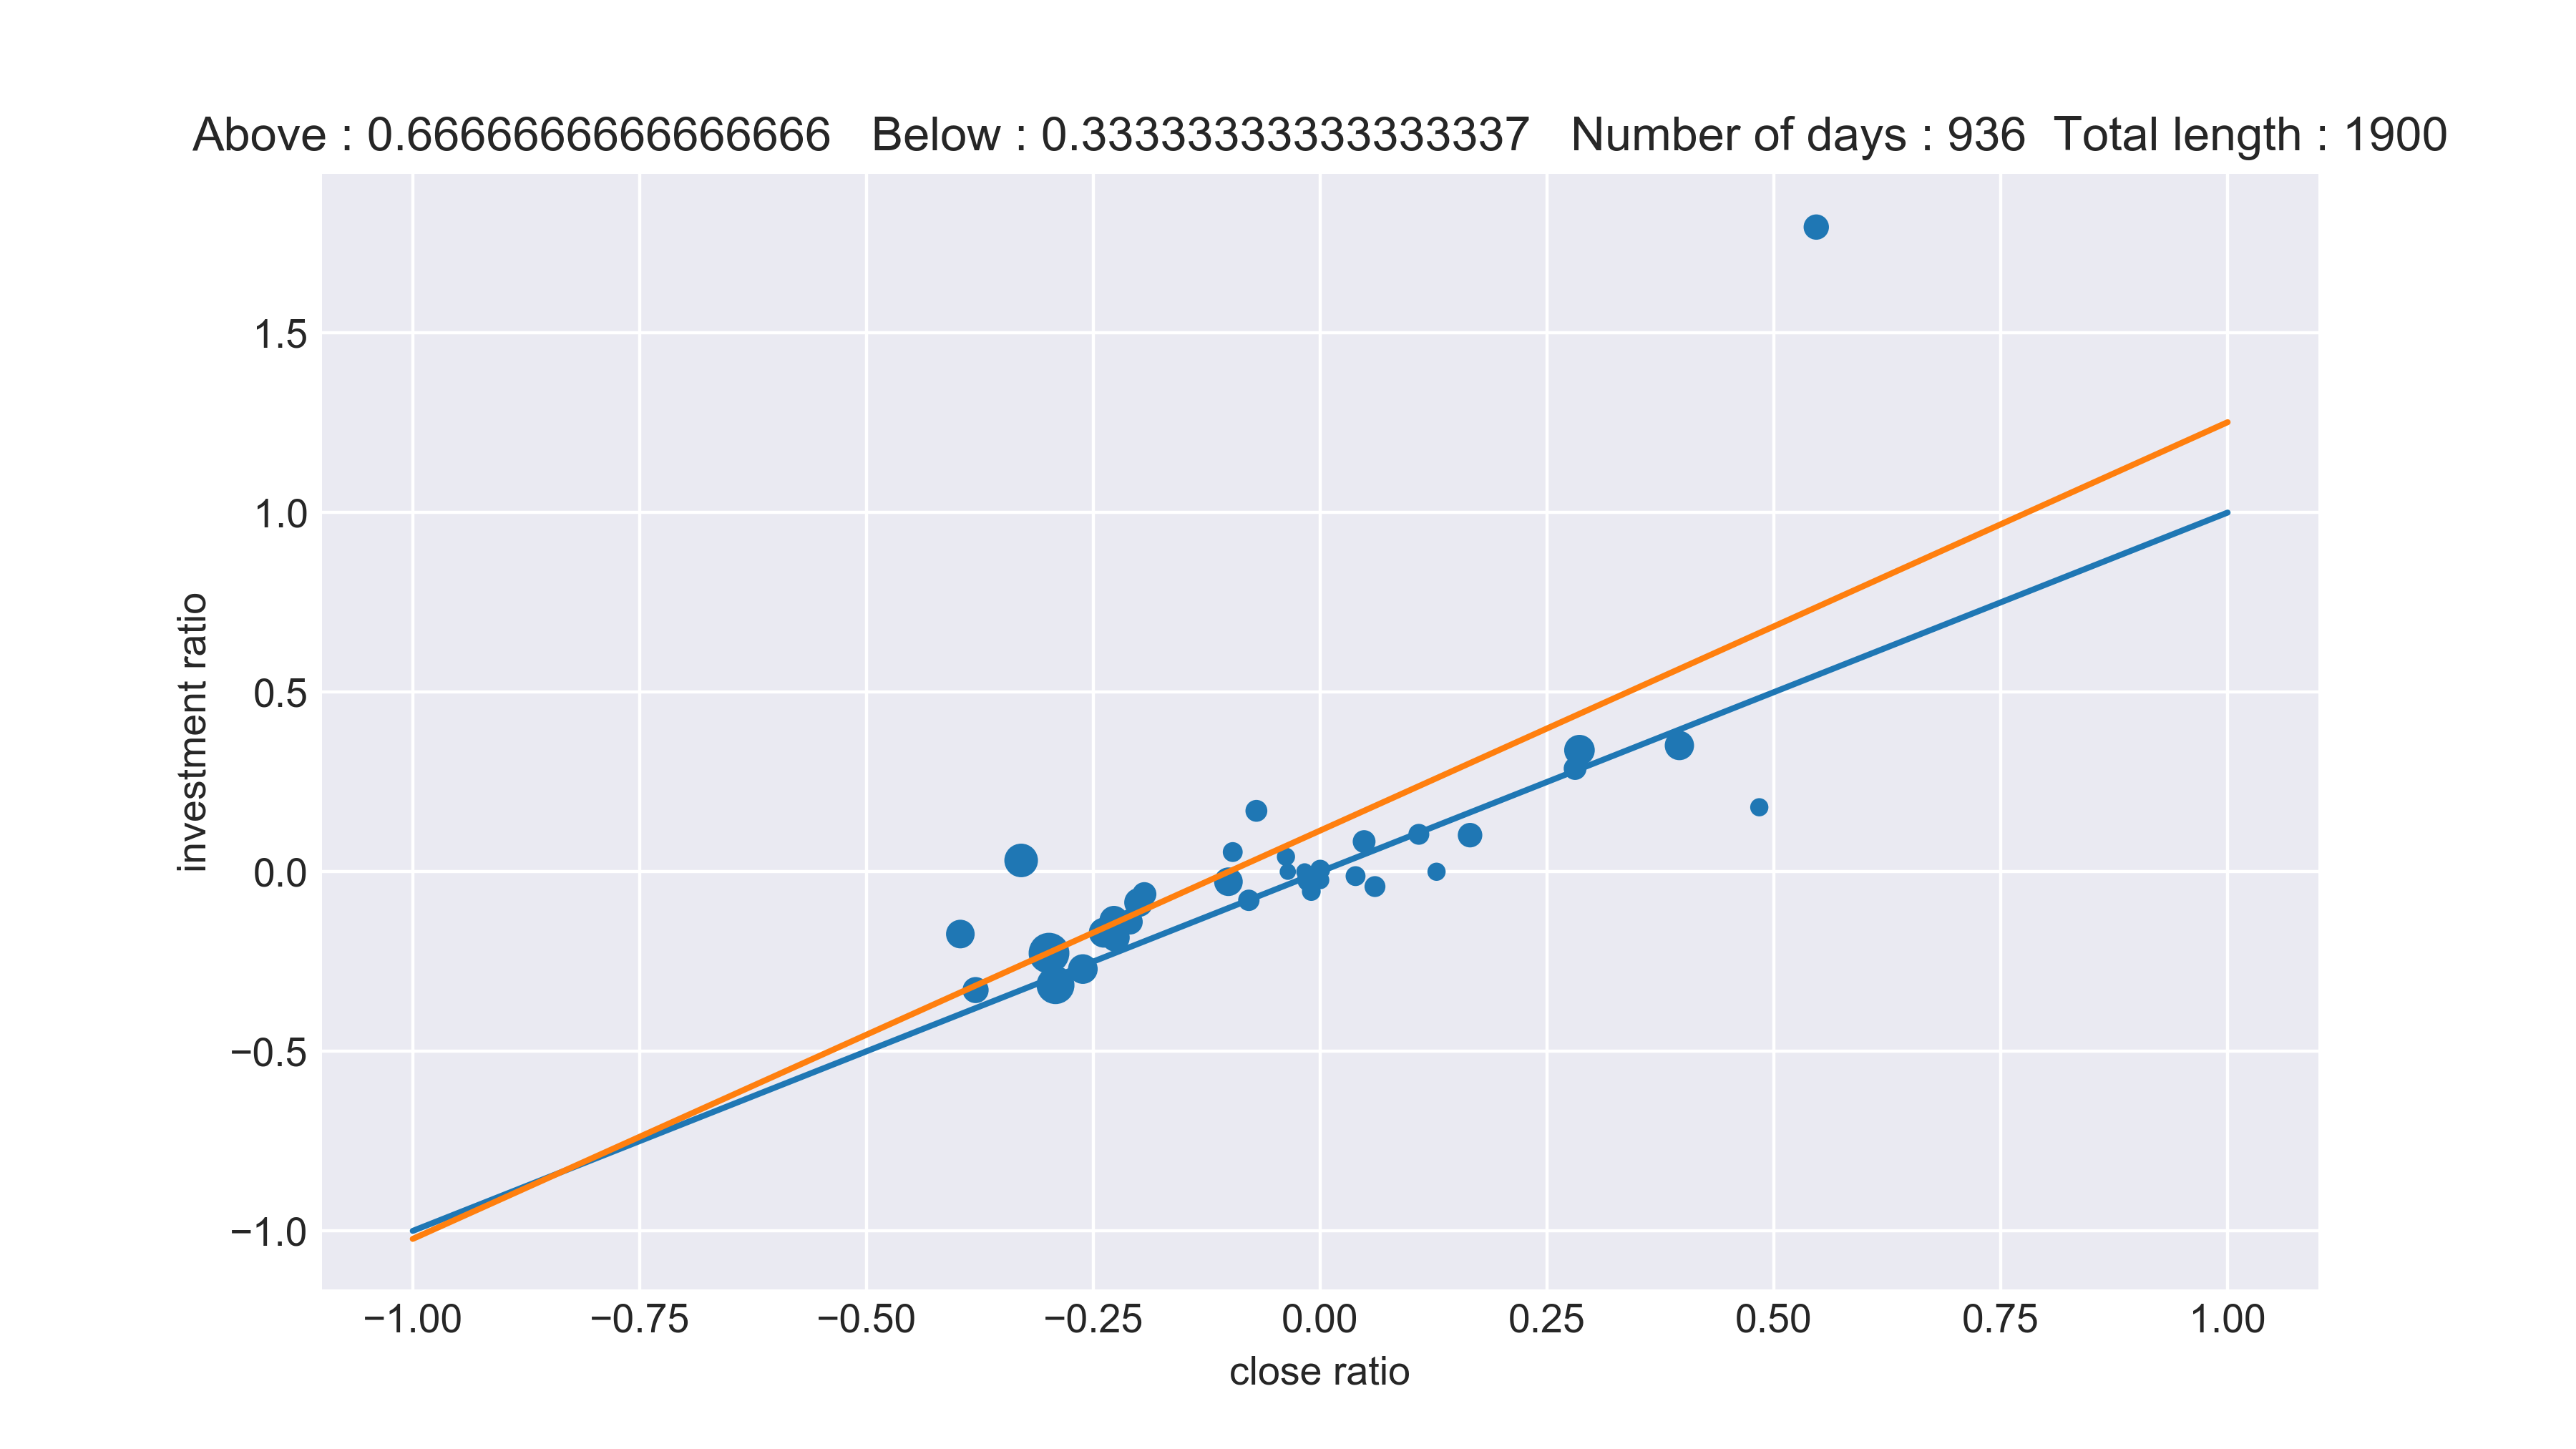 Above : 0.6666666666666666   Below : 0.33333333333333337   Number of days : 936  Total length : 1900
1.5
1.0
0.5
0.0
−0.5
−1.0
investment ratio
−1.00 −0.75 −0.50 −0.25 0.00 0.25 0.50 0.75 1.00
close ratio